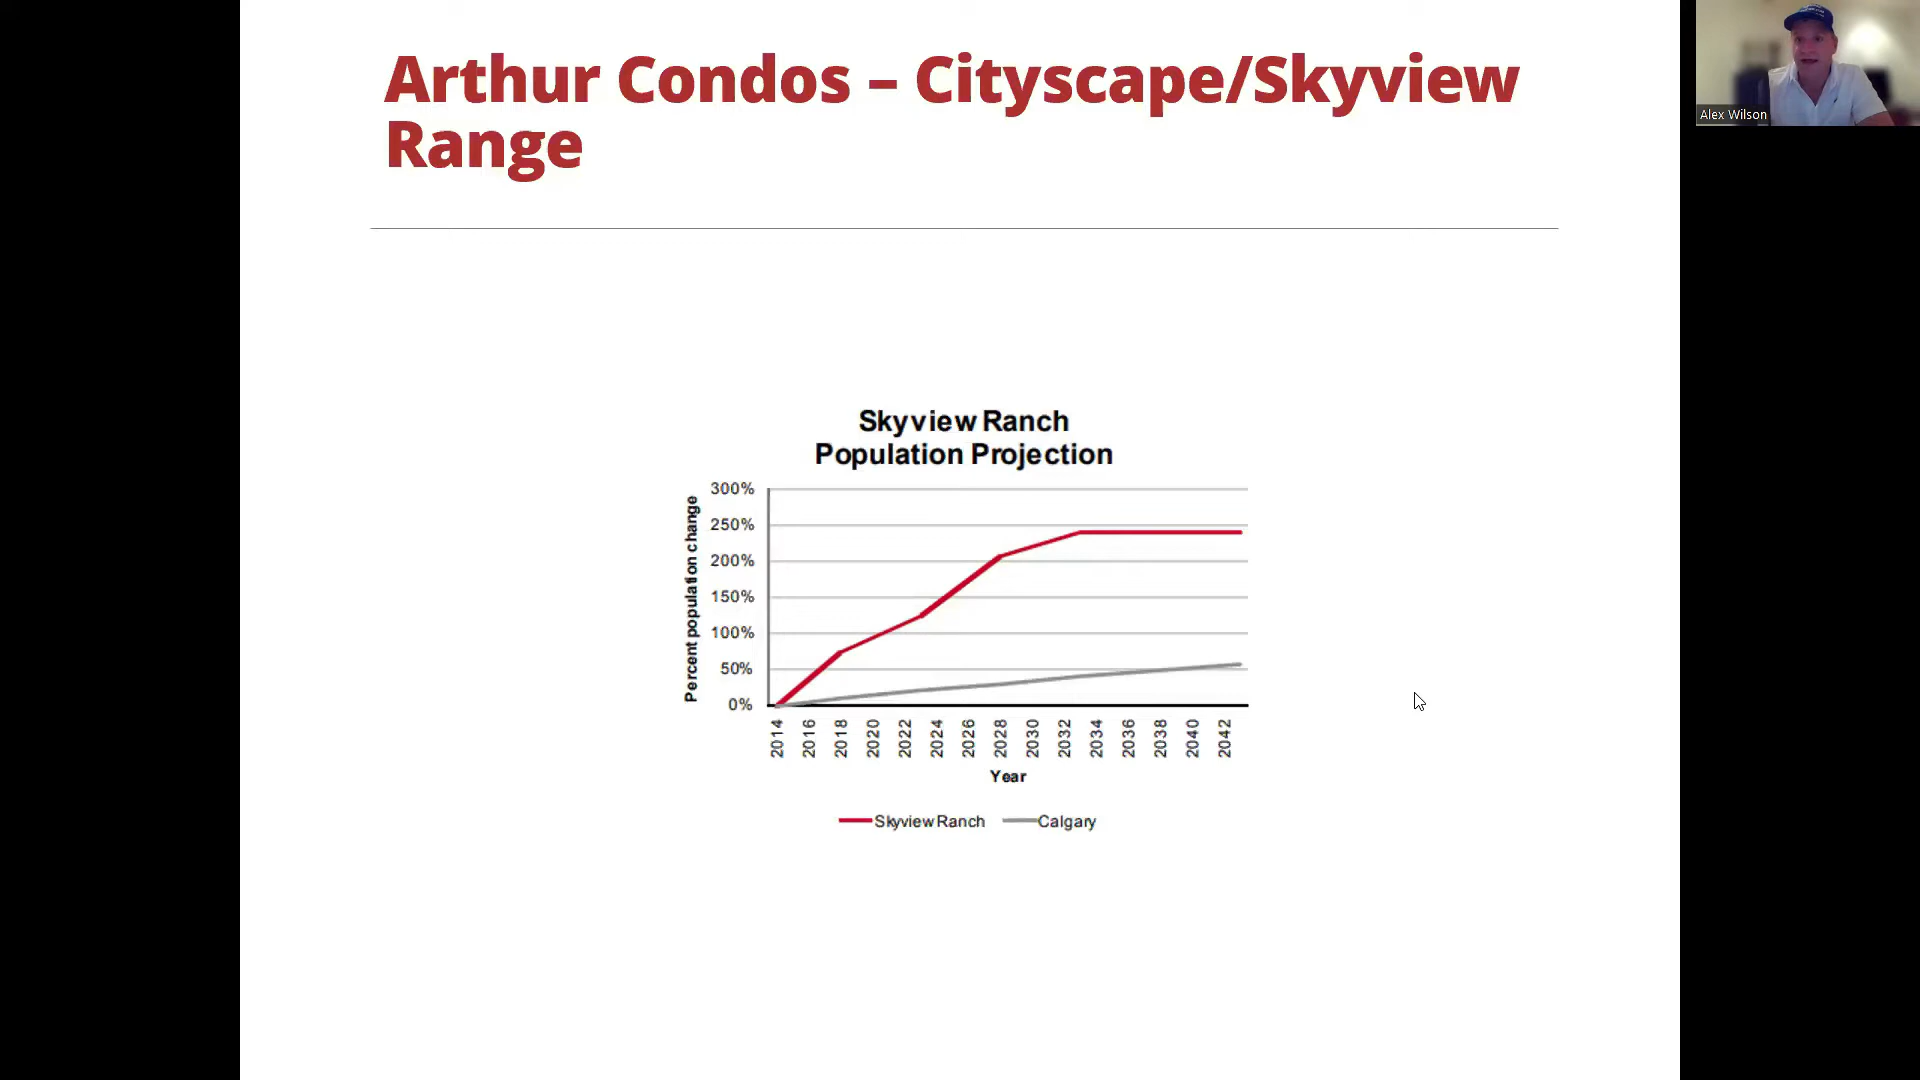 Arthur Condos – Cityscape/Skyview
Range
Alex Wilson
Skyview Ranch
Population Projection
Percent population change
300%
250%
200%
150%
100%
50%
0%
2014 2016 2018 2020 2022 2024 2026 2028 2030 2032 2034 2036 2038 2040 2042
Year
Skyview Ranch Calgary